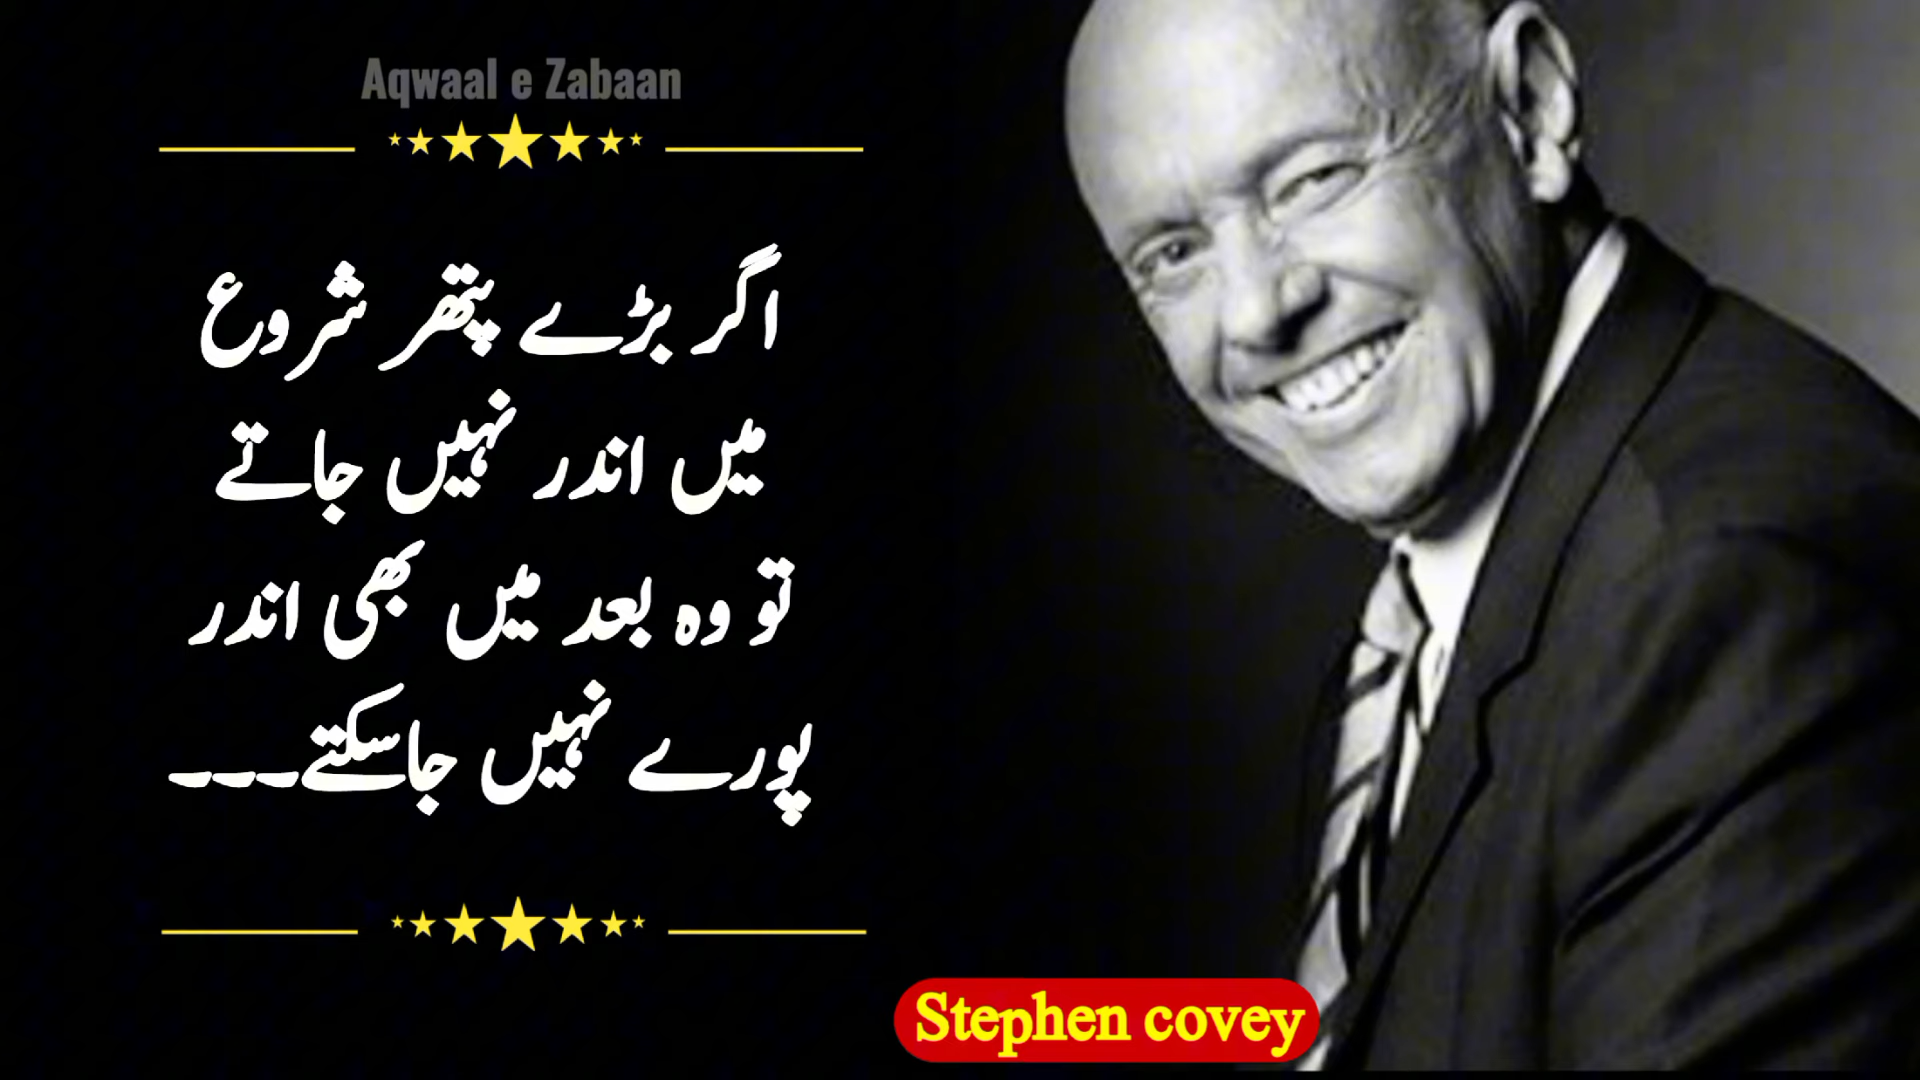 Aqwaal e Zabaan
اگر بڑے پتھر شروع
میں اندر نہیں جاتے
تو وہ بعد میں بھی اندر
پورے نہیں جاسکتے۔۔۔
Stephen covey